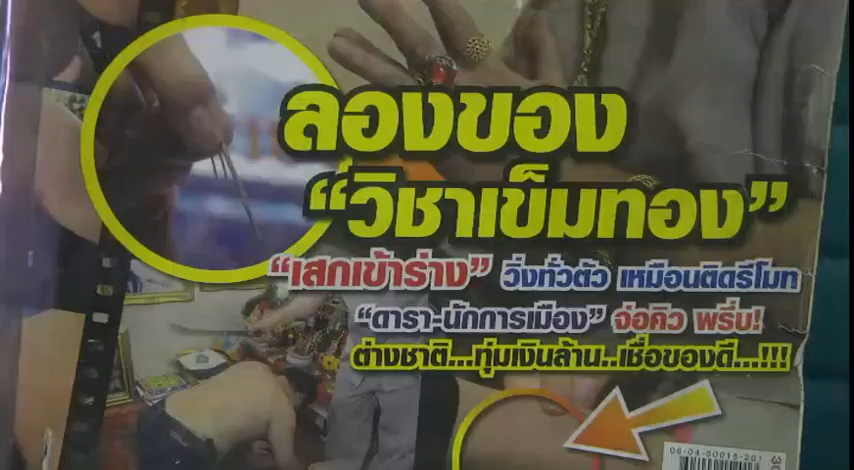 ลองของ
“วิชาเข็มทอง”
“เสกเข้าร่าง” วิ่งทั่วตัว เหมือนติดรีโมท
“ดารา-นักการเมือง” จ่อคิว พรึ่บ!
ต่างชาติ...ทุ่มเงินล้าน..เชื่อของดี...!!!
08-04-00015-201